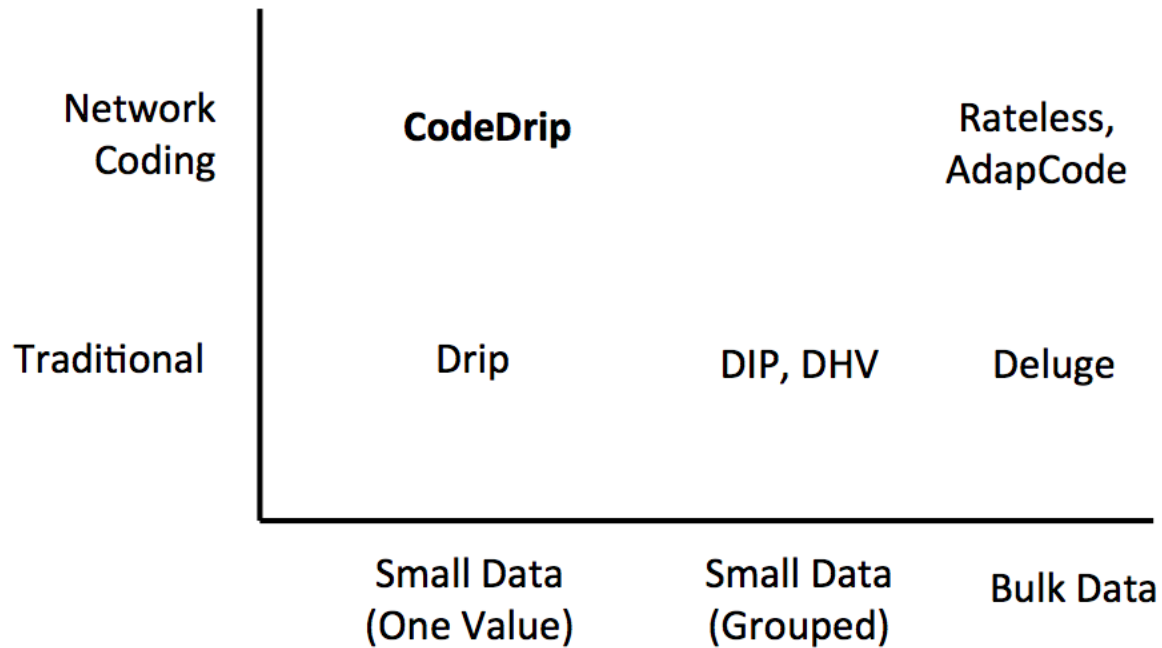 Network
Coding
CodeDrip
Rateless,
AdapCode
Traditional
Drip
DIP, DHV
Deluge
Small Data
(One Value)
Small Data
(Grouped)
Bulk Data